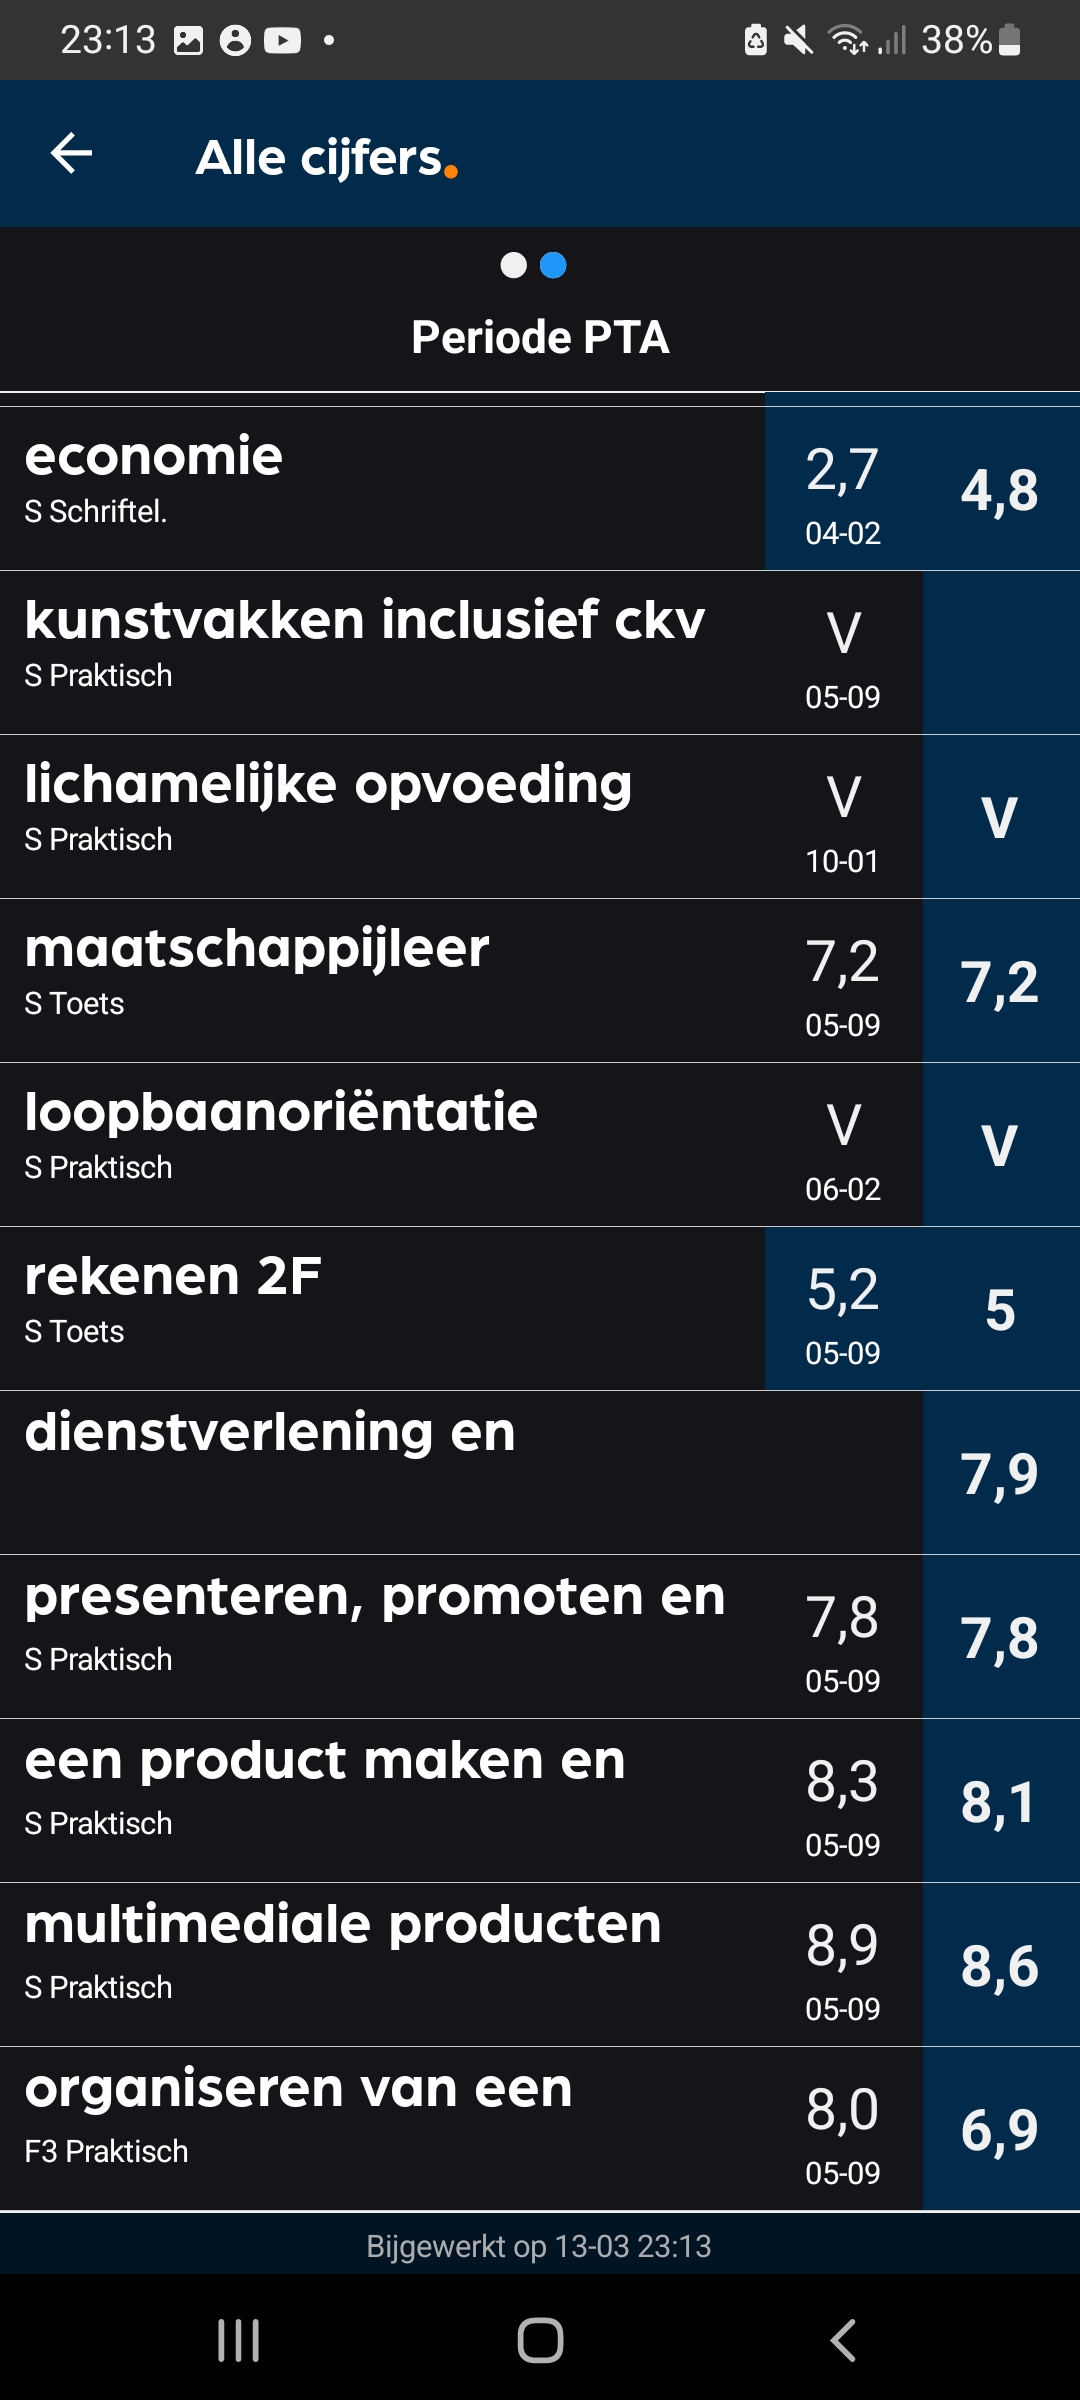 23:13
38%
Alle cijfers.
Periode PTA
economie
S Schriftel.
2,7
04-02
4,8
kunstvakken inclusief ckv
S Praktisch
V
05-09
lichamelijke opvoeding
S Praktisch
V
10-01
V
maatschappijleer
S Toets
7,2
05-09
7,2
loopbaanoriëntatie
S Praktisch
V
06-02
V
rekenen 2F
S Toets
5,2
05-09
5
dienstverlening en
7,9
presenteren, promoten en
S Praktisch
7,8
05-09
7,8
een product maken en
S Praktisch
8,3
05-09
8,1
multimediale producten
S Praktisch
8,9
05-09
8,6
organiseren van een
F3 Praktisch
8,0
05-09
6,9
Bijgewerkt op 13-03 23:13